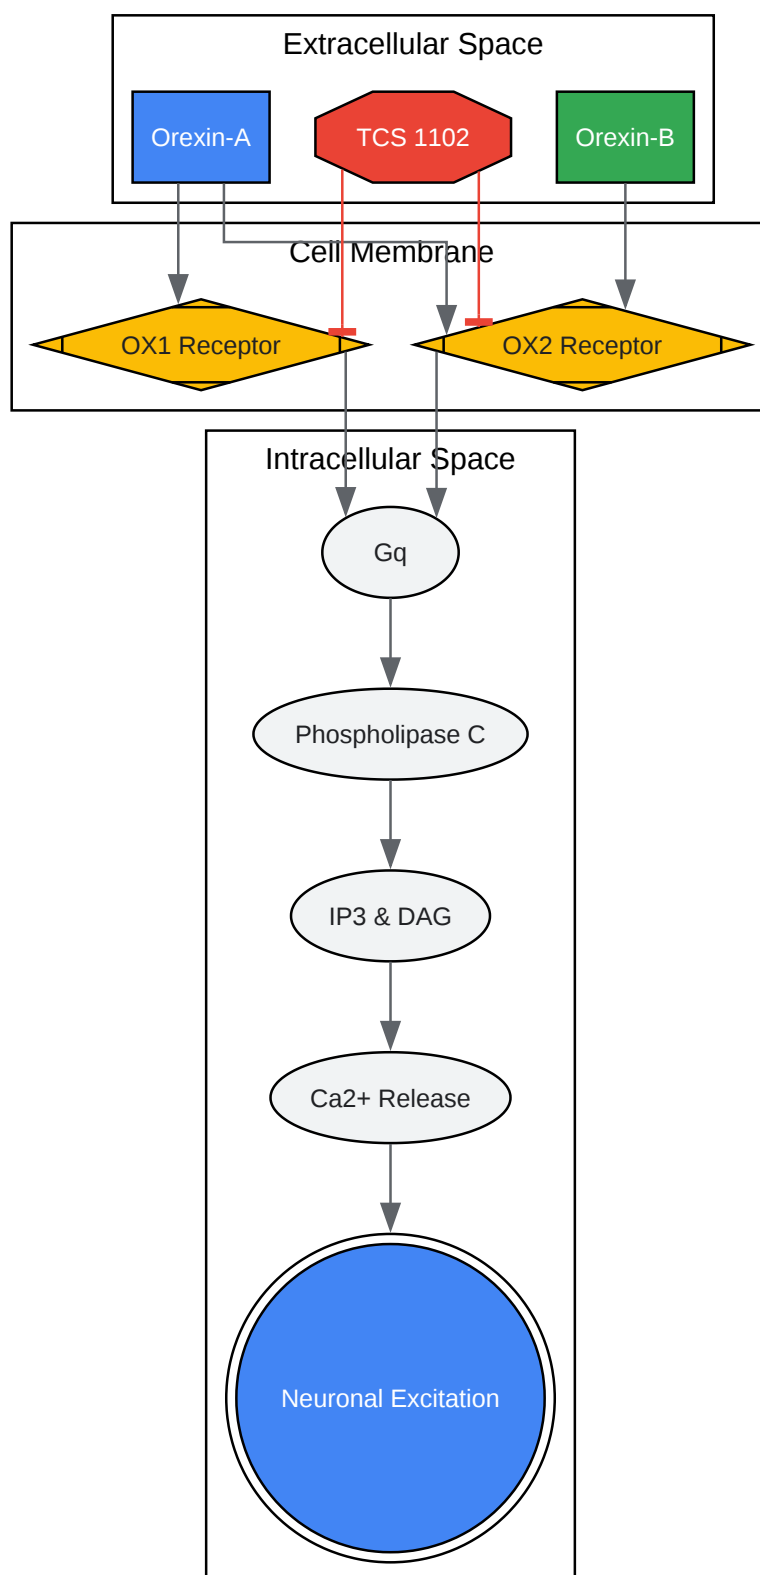 Extracellular Space
Orexin-A
TCS 1102
Orexin-B
Cell Membrane
OX1 Receptor
OX2 Receptor
Intracellular Space
Gq
Phospholipase C
IP3 & DAG
Ca2+ Release
Neuronal Excitation